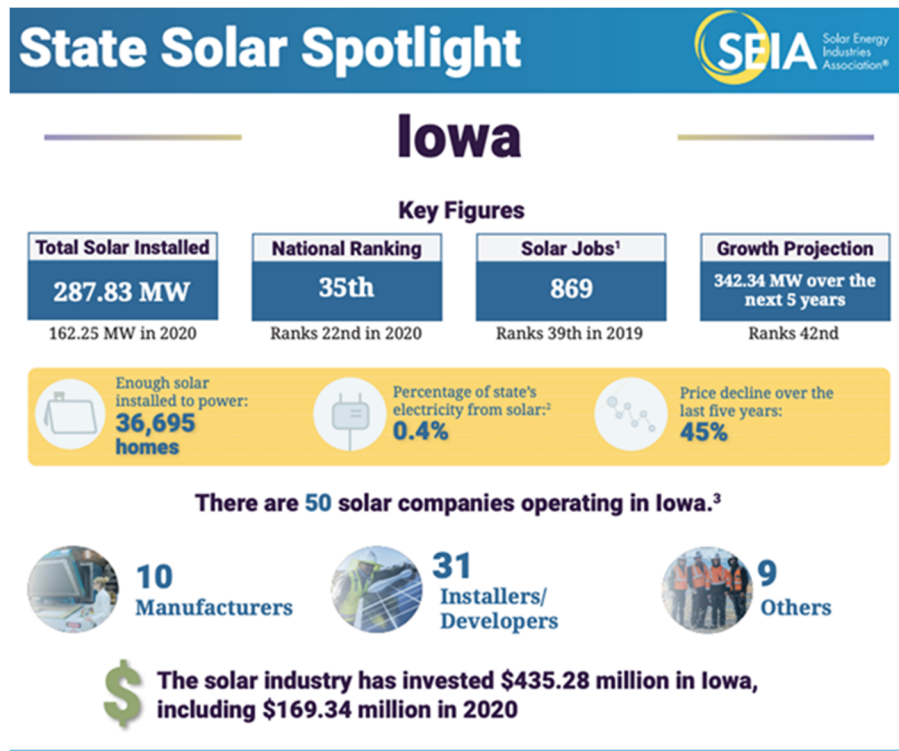 State Solar Spotlight
SEIA Solar Energy
Industries
Association®
Iowa
Key Figures
Total Solar Installed
287.83 MW
162.25 MW in 2020
National Ranking
35th
Ranks 22nd in 2020
Solar Jobs¹
869
Ranks 39th in 2019
Growth Projection
342.34 MW over the
next 5 years
Ranks 42nd
Enough solar
installed to power:
36,695
homes
Percentage of state's
electricity from solar:²
0.4%
Price decline over the
last five years:
45%
There are 50 solar companies operating in Iowa.³
10
Manufacturers
31
Installers/
Developers
9
Others
$
The solar industry has invested $435.28 million in Iowa,
including $169.34 million in 2020